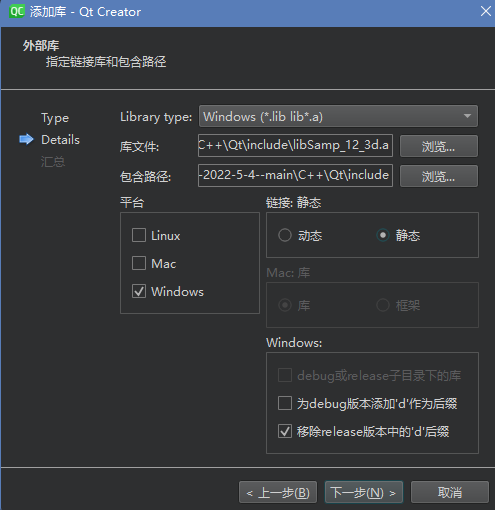 QC 添加库 - Qt Creator
外部库
指定链接库和包含路径
Type
Details
汇总
Library type: Windows (*.lib lib*.a)
库文件: C++\Qt\include\libSamp_12_3d.a 浏览...
包含路径: -2022-5-4--main\C++\Qt\include 浏览...
平台
Linux
Mac
Windows
链接: 静态
动态 静态
Mac: 库
库 框架
Windows:
debug或release子目录下的库
为debug版本添加'd'作为后缀
移除release版本中的'd'后缀
< 上一步(B) 下一步(N) > 取消